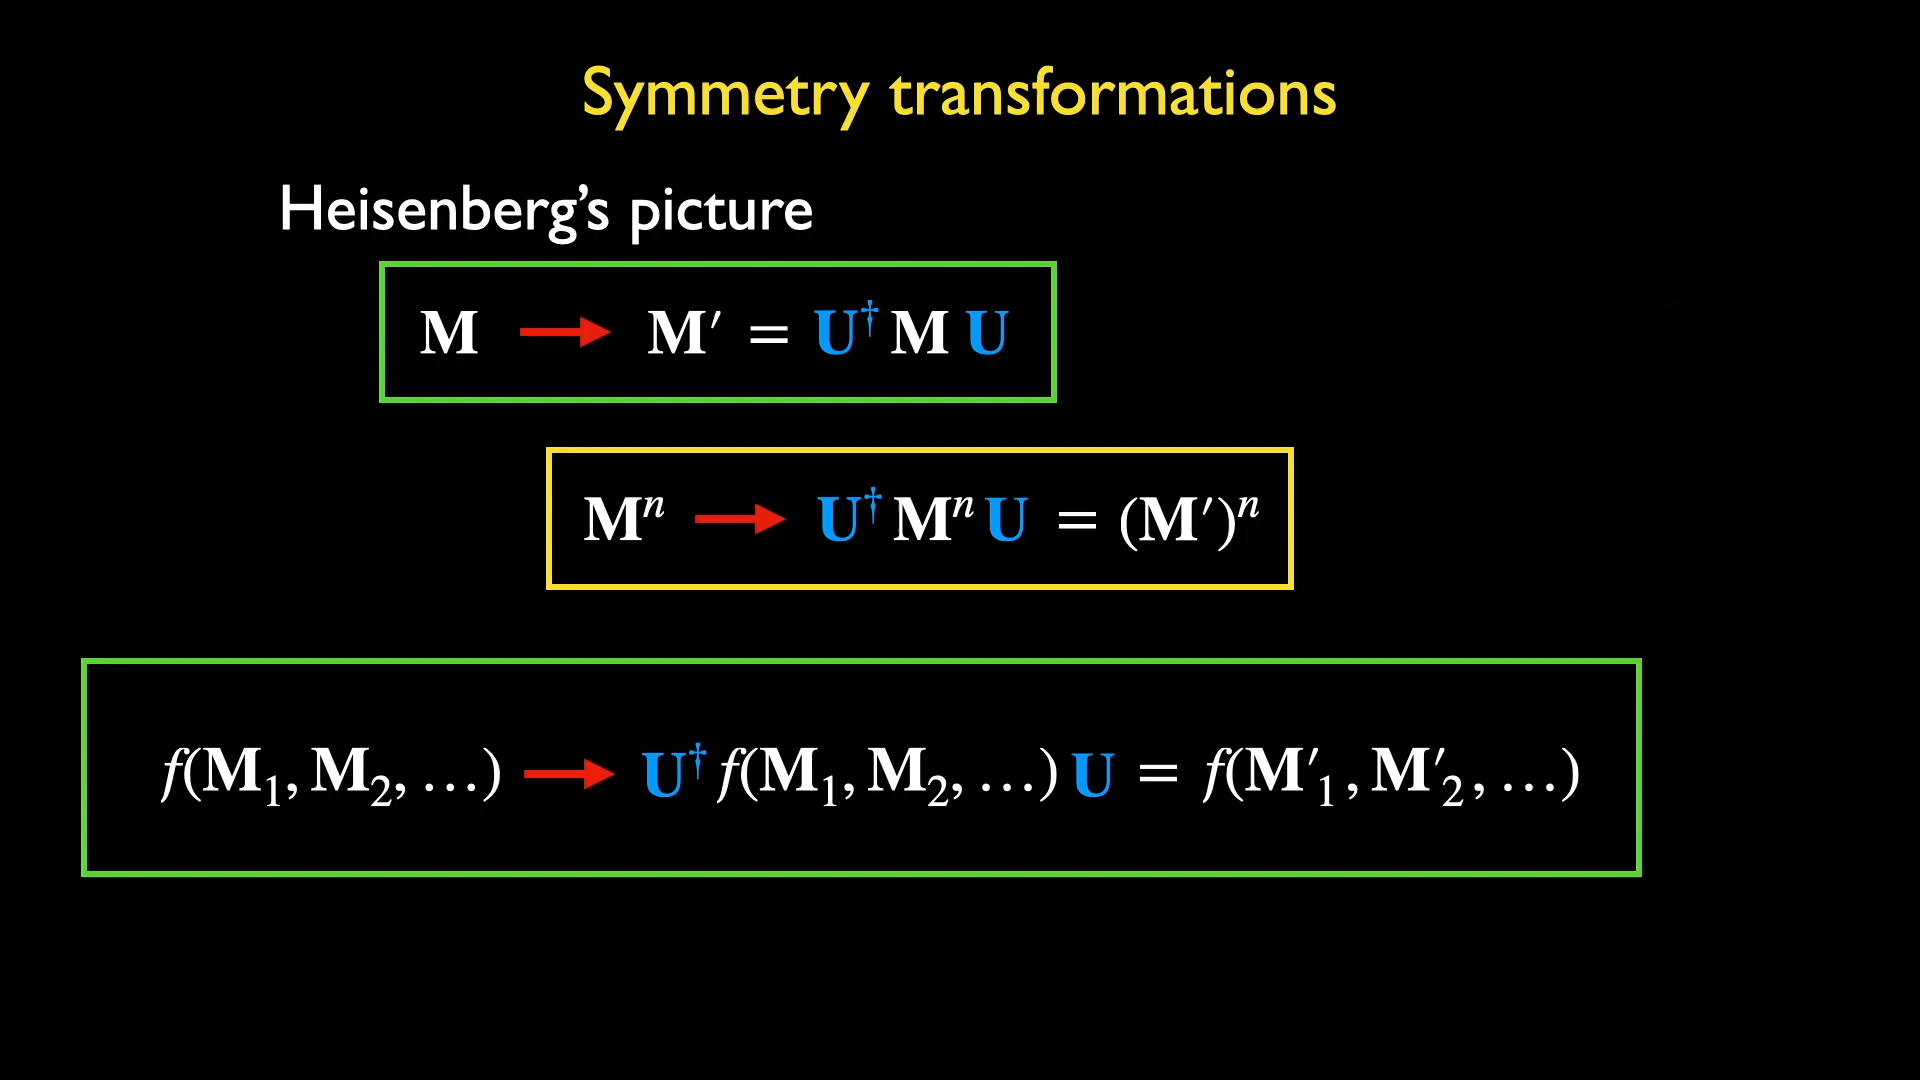 Symmetry transformations
Heisenberg’s picture
M → M′ = U† M U
Mⁿ → U† Mⁿ U = (M′)ⁿ
f(M₁, M₂, …) → U† f(M₁, M₂, …) U = f(M′₁, M′₂, …)